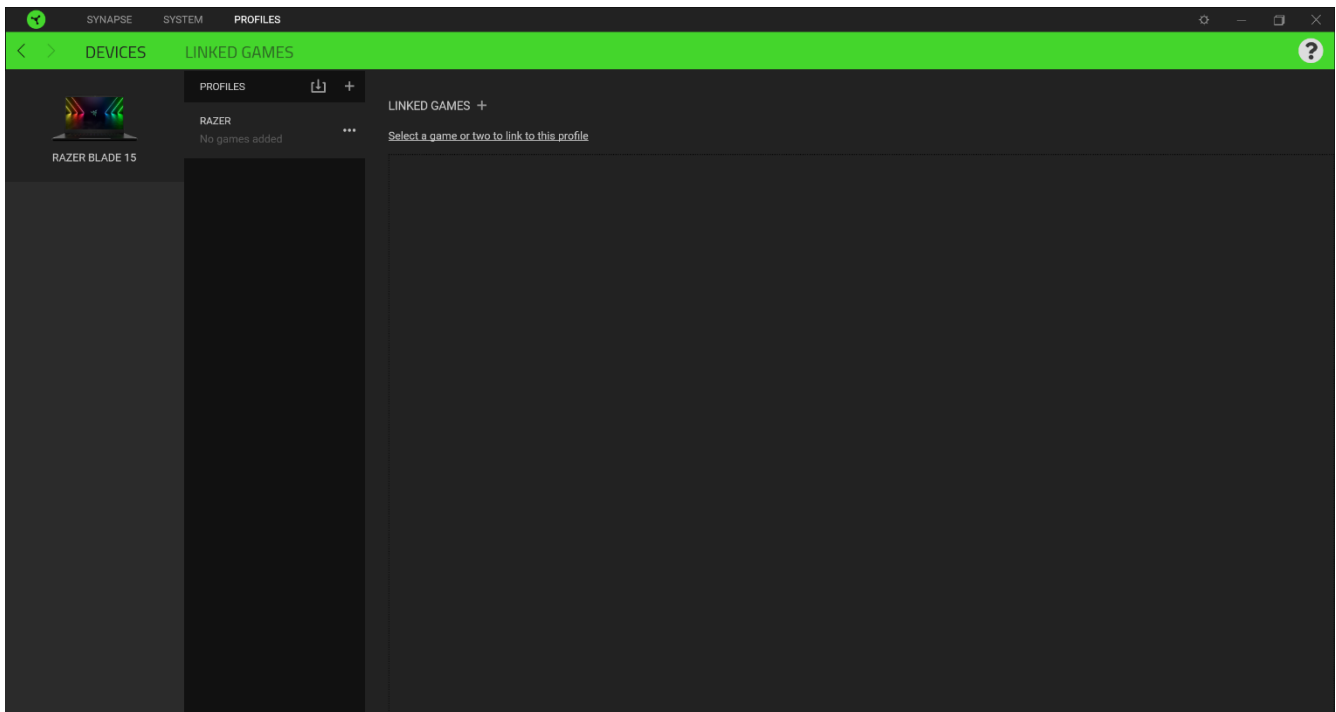 SYNAPSE SYSTEM PROFILES
DEVICES LINKED GAMES ?
RAZER BLADE 15
PROFILES
RAZER
No games added
LINKED GAMES +
Select a game or two to link to this profile